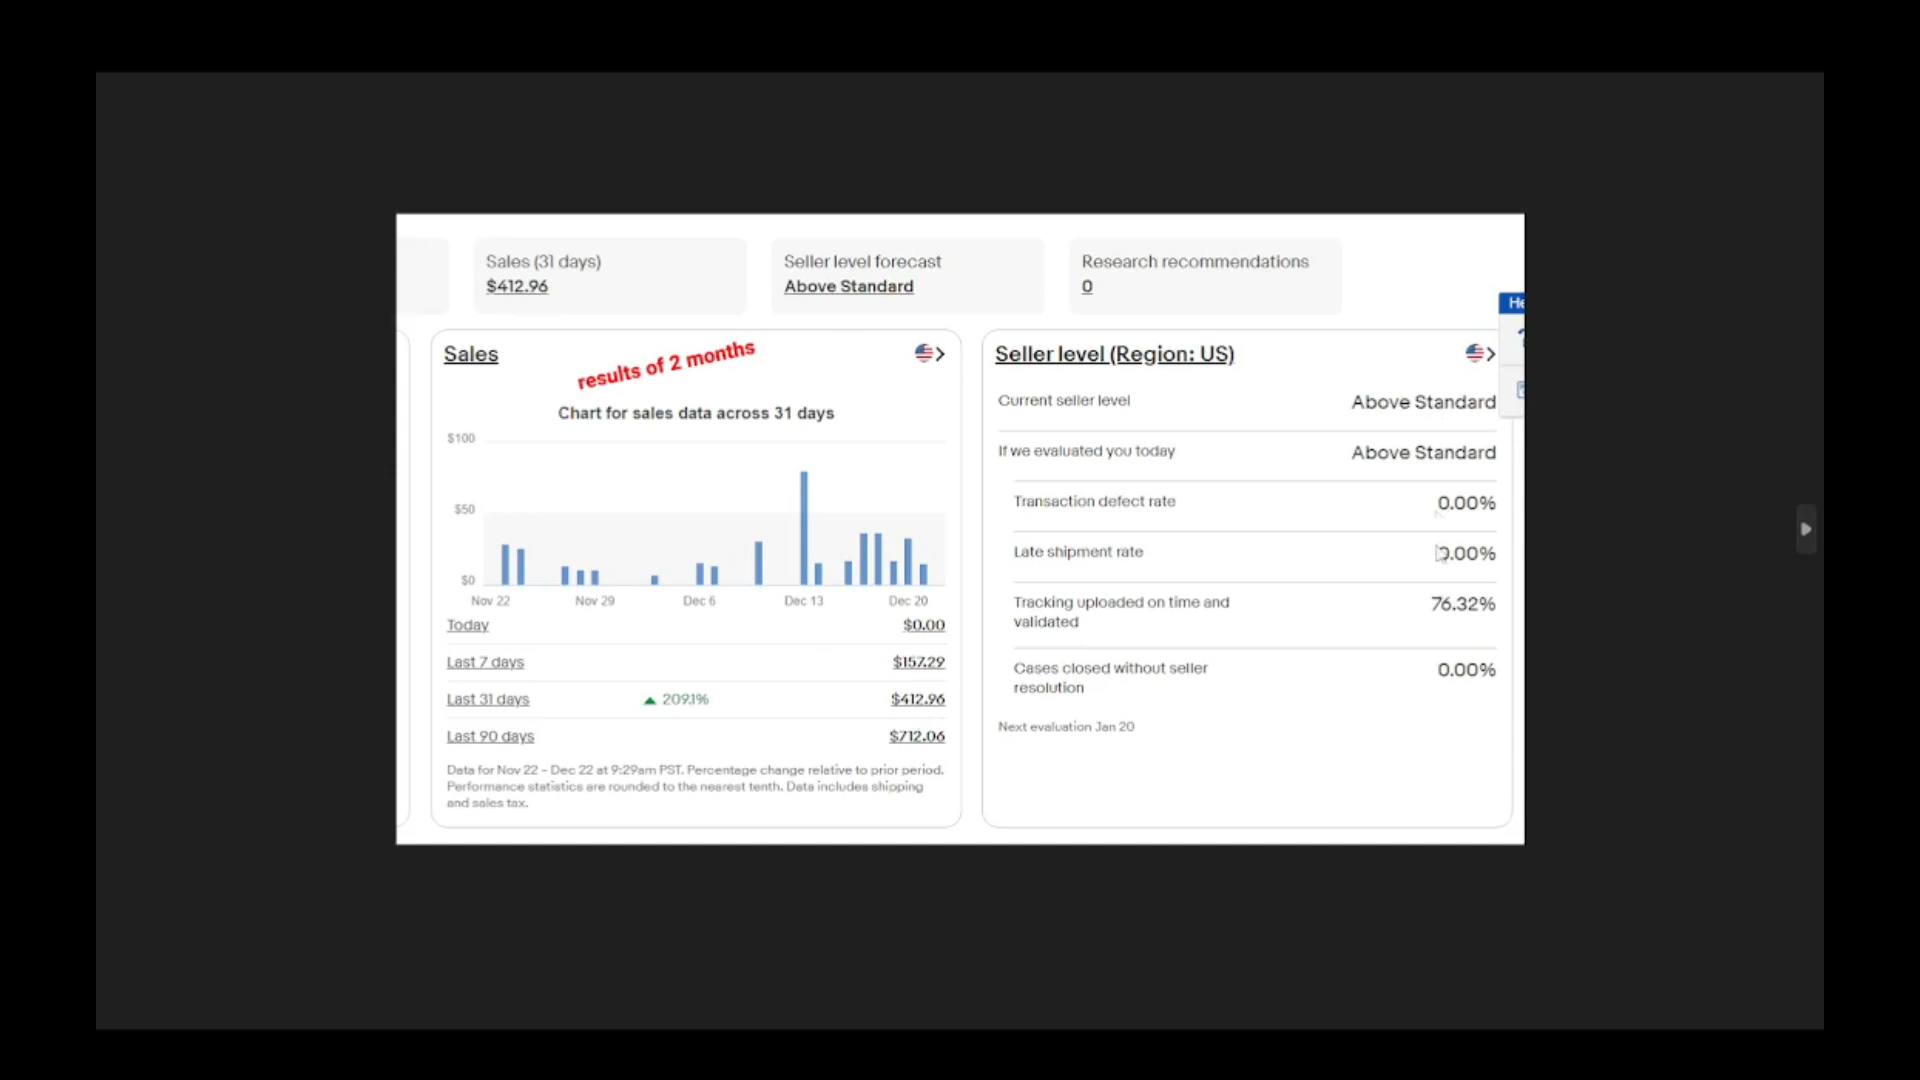 Sales (31 days)
$412.96
Seller level forecast
Above Standard
Research recommendations
0
He
Sales
results of 2 months
Chart for sales data across 31 days
$100
$50
$0
Nov 22 Nov 29 Dec 6 Dec 13 Dec 20
Today $0.00
Last 7 days $157.29
Last 31 days 209.1% $412.96
Last 90 days $712.06
Data for Nov 22 - Dec 22 at 9:29am PST. Percentage change relative to prior period.
Performance statistics are rounded to the nearest tenth. Data includes shipping
and sales tax.
Seller level (Region: US)
Current seller level Above Standard
If we evaluated you today Above Standard
Transaction defect rate 0.00%
Late shipment rate 0.00%
Tracking uploaded on time and
validated 76.32%
Cases closed without seller
resolution 0.00%
Next evaluation Jan 20